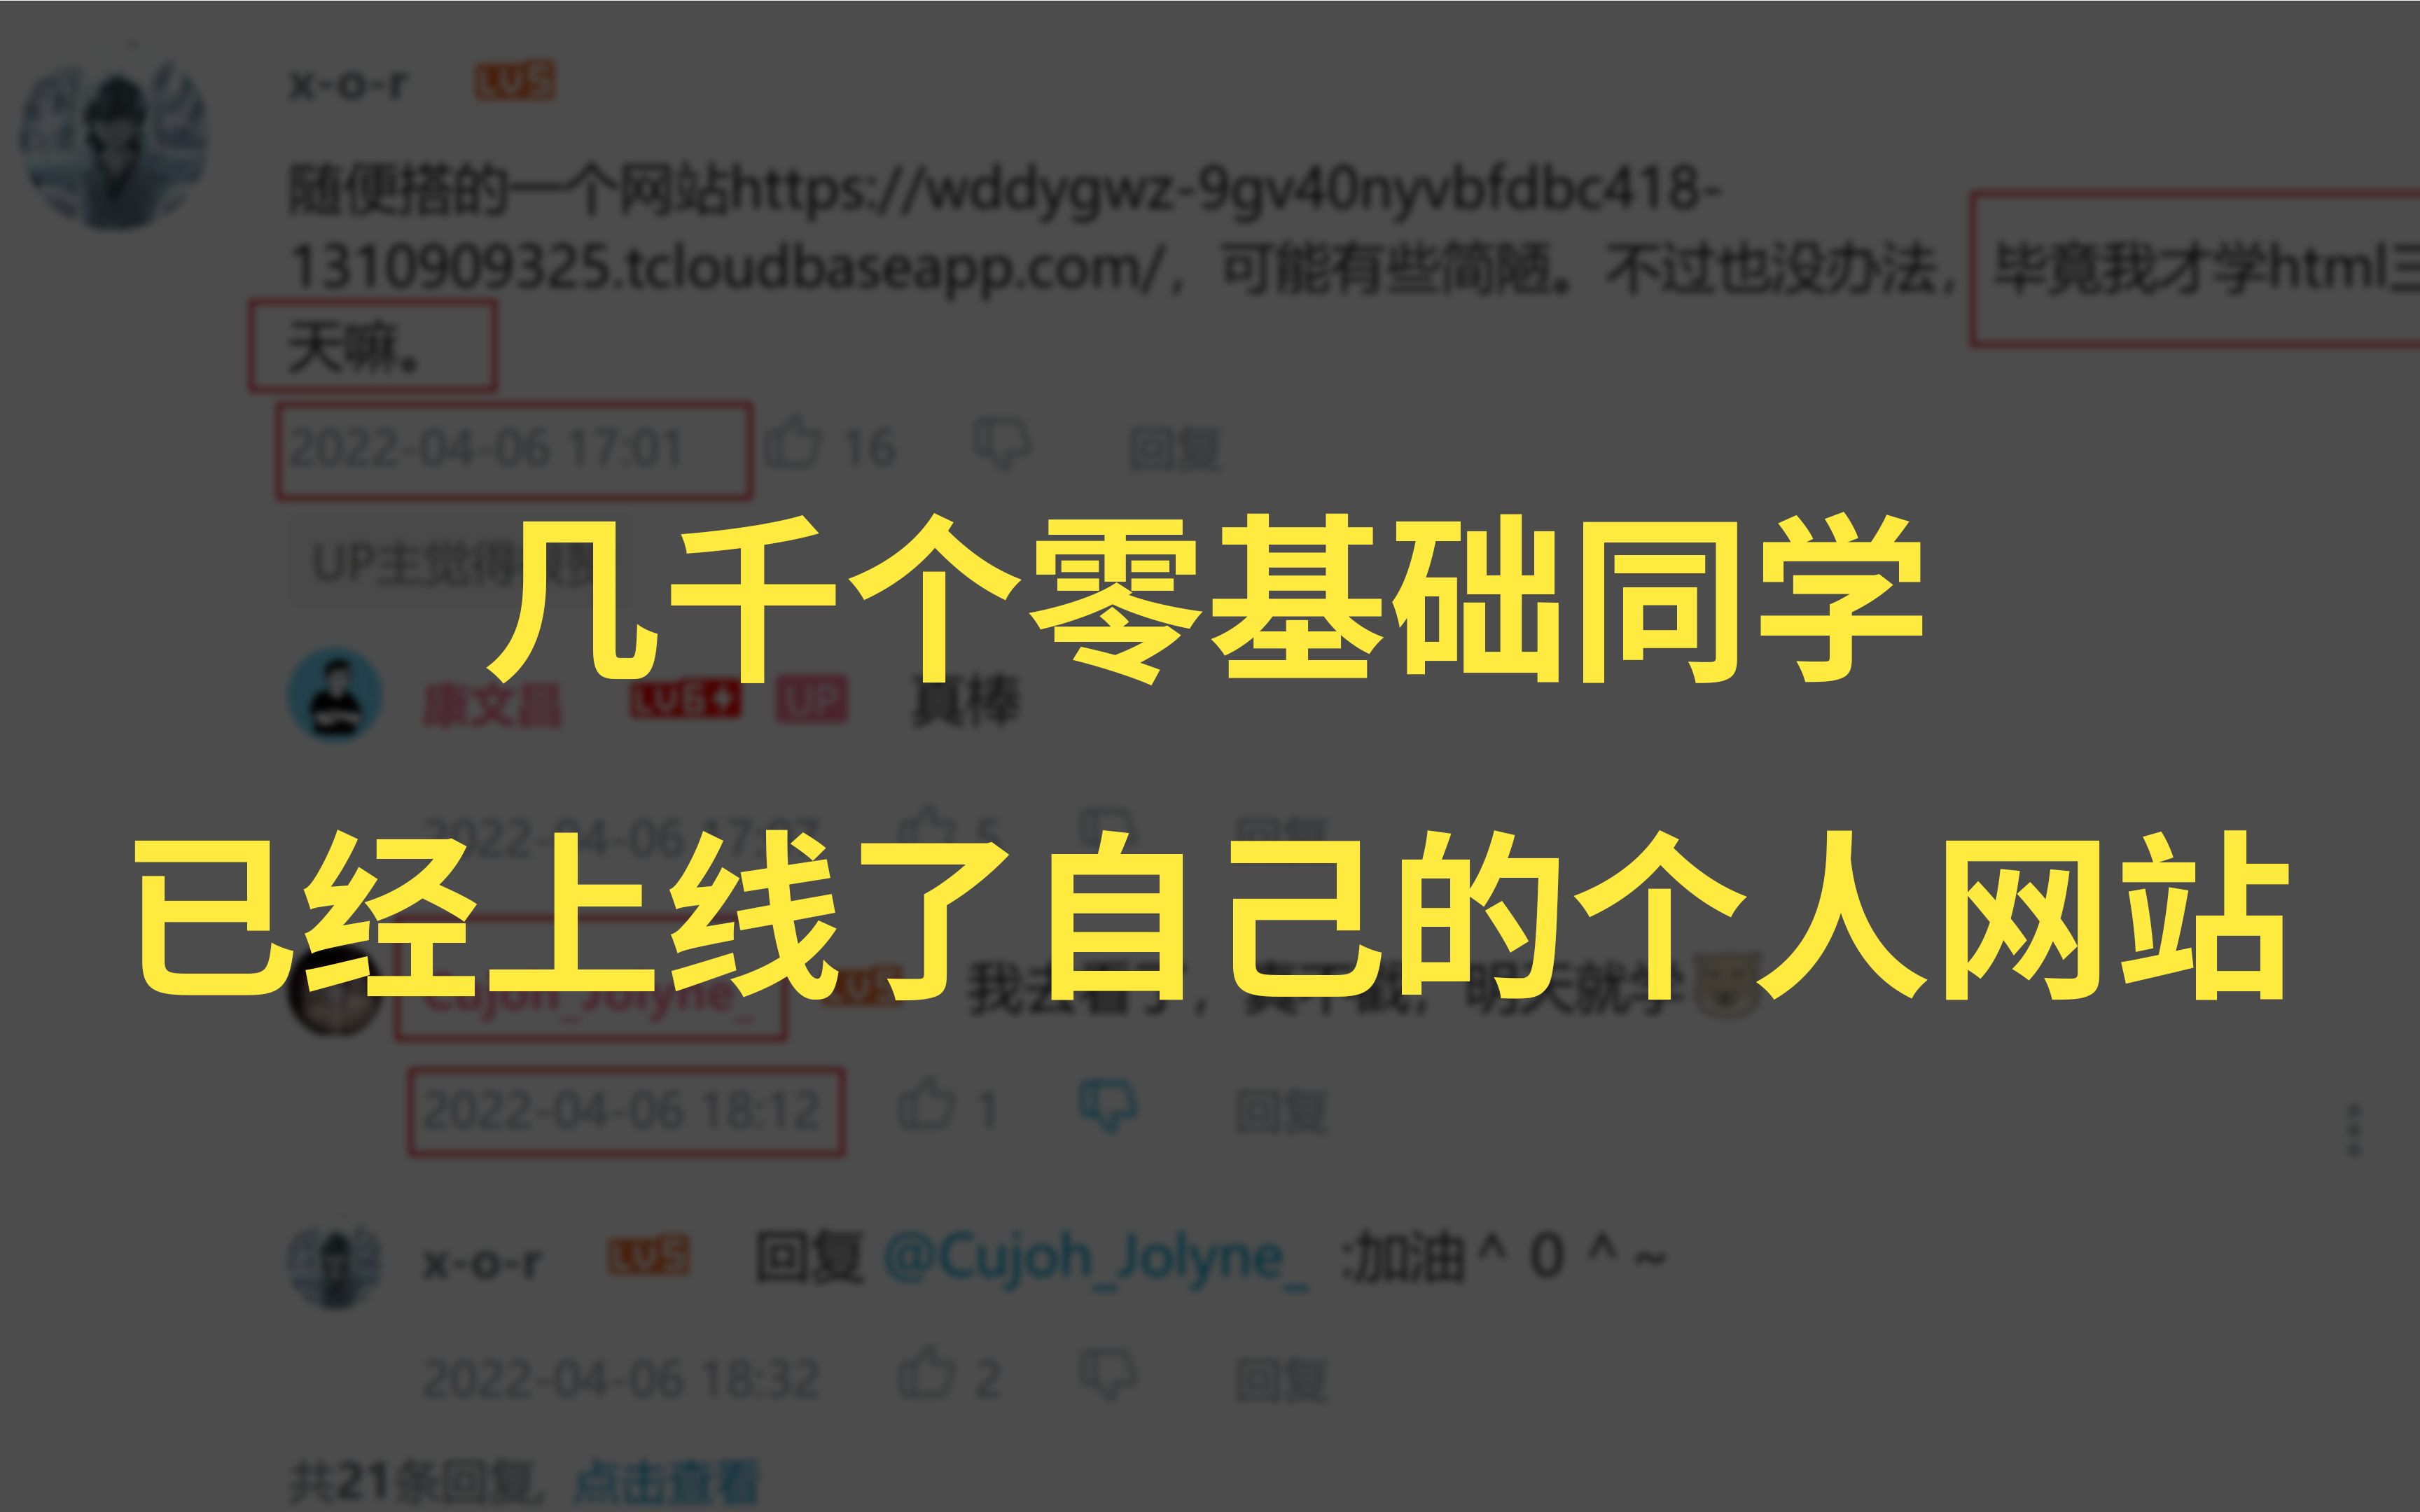 x-o-r LV5
随便搭的一个网站https://wddygwz-9gv40nyvbfdbc418-
1310909325.tcloudbaseapp.com/，可能有些简陋。不过也没办法，毕竟我才学html三
天嘛。
2022-04-06 17:01 16 回复
UP主觉得很
几千个零基础同学
康文昌 LV6 UP 真棒
2022-04-06 17: 5 回复
已经上线了自己的个人网站
Cujoh_Jolyne_ LV5 我去看了，真不戳，明天就学
2022-04-06 18:12 1 回复
x-o-r LV5 回复 @Cujoh_Jolyne_ :加油＾0＾~
2022-04-06 18:32 2 回复
共21条回复, 点击查看